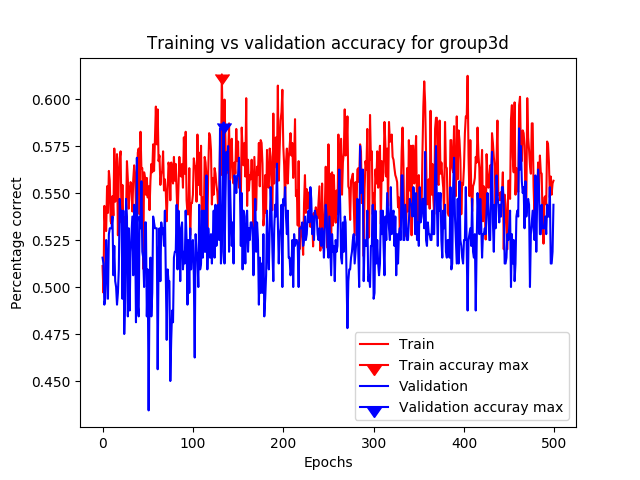 Training vs validation accuracy for group3d
Percentage correct
0.600
0.575
0.550
0.525
0.500
0.475
0.450
Train
Train accuray max
Validation
Validation accuray max
0 100 200 300 400 500
Epochs